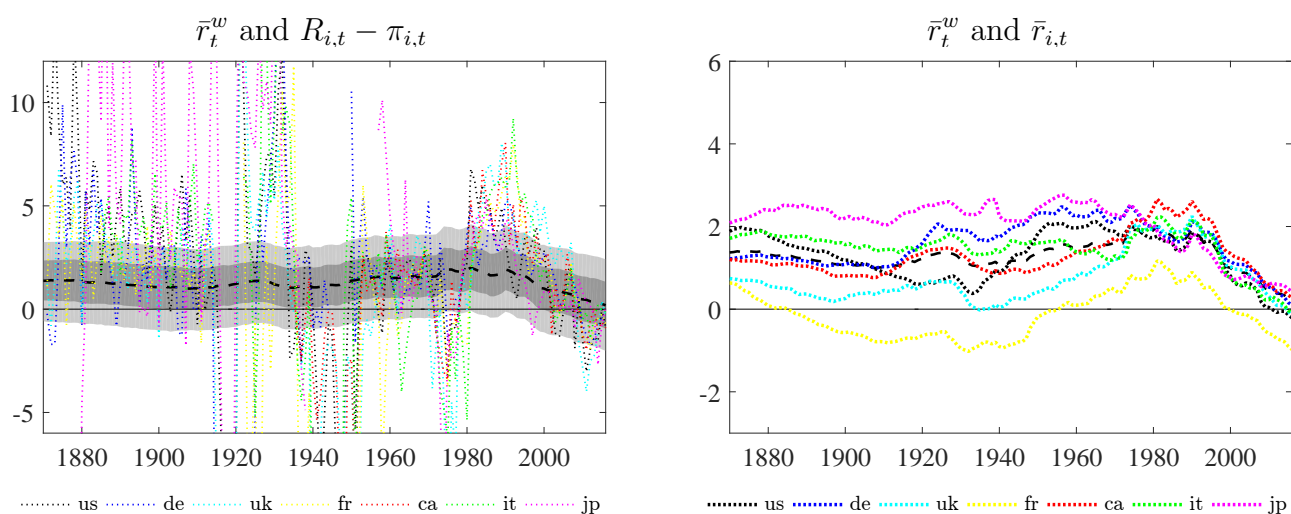 r̄ₜʷ and Rᵢ,ₜ − πᵢ,ₜ
10
5
0
-5
1880 1900 1920 1940 1960 1980 2000
us de uk fr ca it jp
r̄ₜʷ and r̄ᵢ,ₜ
6
4
2
0
-2
1880 1900 1920 1940 1960 1980 2000
us de uk fr ca it jp